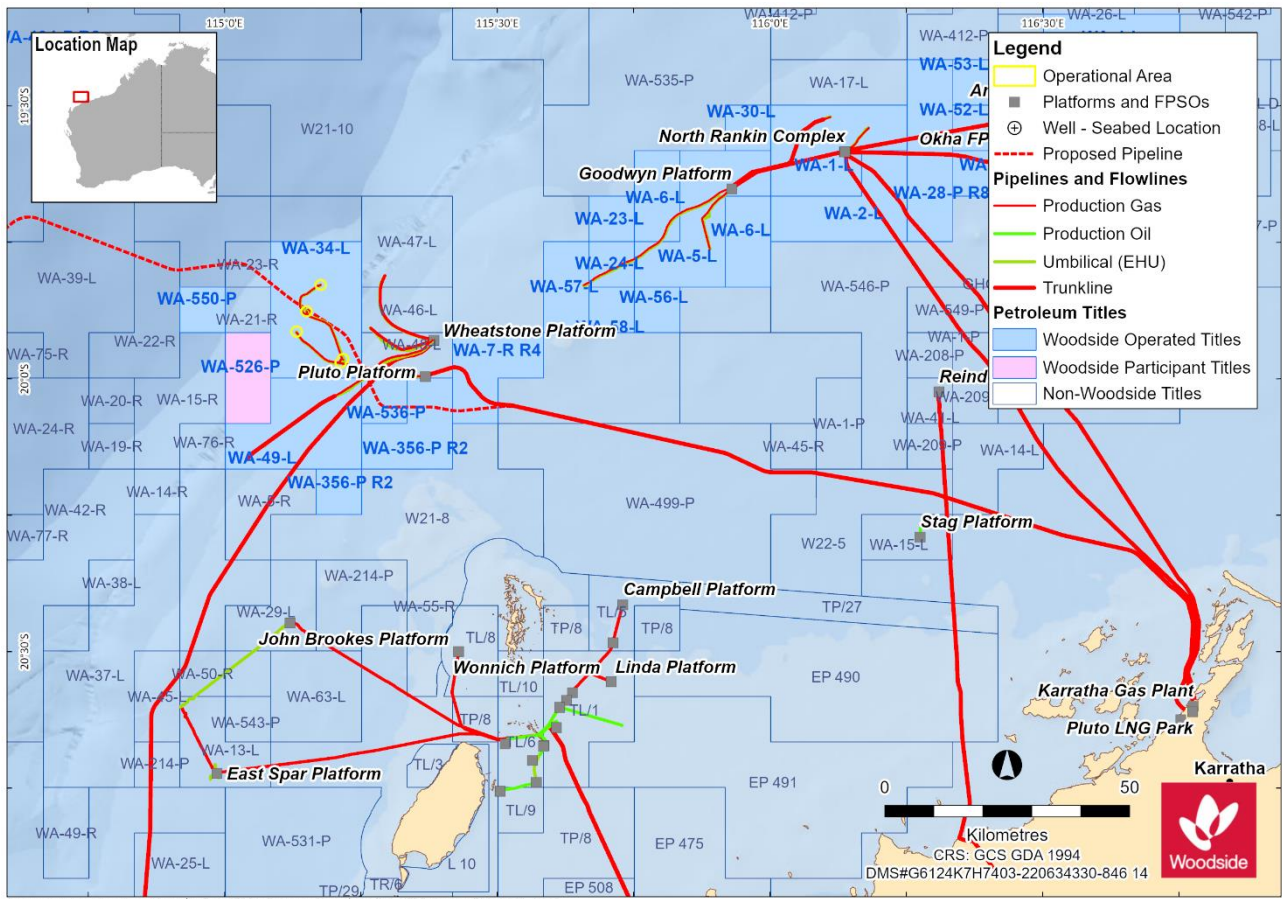 115°0'E
115°30'E
116°0'E
116°30'E
19°30'S
20°0'S
20°30'S
Location Map
WA-412-P
WA-26-L
WA-542-P
WA-412-P
WA-53-L
WA-535-P
WA-17-L
W21-10
WA-30-L
WA-52-L
North Rankin Complex
Okha FP
Goodwyn Platform
WA-1-L
WA-28-P R8
WA-6-L
WA-23-L
WA-2-L
WA-6-L
WA-34-L
WA-47-L
WA-5-L
WA-39-L
WA-23-R
WA-24-L
WA-57-L
WA-56-L
WA-546-P
WA-550-P
WA-46-L
WA-549-P
WA-21-R
WA-58-L
Wheatstone Platform
WA-1-P
WA-22-R
WA-48-L
WA-7-R R4
WA-208-P
WA-75-R
WA-526-P
Pluto Platform
Reind
WA-209
WA-20-R
WA-15-R
WA-536-P
WA-1-P
WA-41-L
WA-24-R
WA-19-R
WA-76-R
WA-356-P R2
WA-45-R
WA-209-P
WA-14-L
WA-49-L
WA-356-P R2
WA-14-R
WA-5-R
WA-42-R
WA-499-P
W21-8
Stag Platform
WA-77-R
W22-5
WA-15-L
WA-38-L
WA-214-P
WA-55-R
Campbell Platform
WA-29-L
TL/5
TP/27
TL/8
TP/8
TP/8
John Brookes Platform
Wonnich Platform
Linda Platform
WA-37-L
WA-50-R
TL/10
EP 490
WA-45-L
WA-63-L
TL/1
Karratha Gas Plant
WA-543-P
TP/8
Pluto LNG Park
WA-13-L
TL/6
WA-214-P
East Spar Platform
TL/3
Karratha
TL/9
EP 491
WA-49-R
WA-531-P
TP/8
EP 475
WA-25-L
L 10
TP/29
TR/6
EP 508
Legend
Operational Area
Platforms and FPSOs
Well - Seabed Location
Proposed Pipeline
Pipelines and Flowlines
Production Gas
Production Oil
Umbilical (EHU)
Trunkline
Petroleum Titles
Woodside Operated Titles
Woodside Participant Titles
Non-Woodside Titles
0
50
Kilometres
CRS: GCS GDA 1994
DMS#G6124K7H7403-220634330-846 14
Woodside